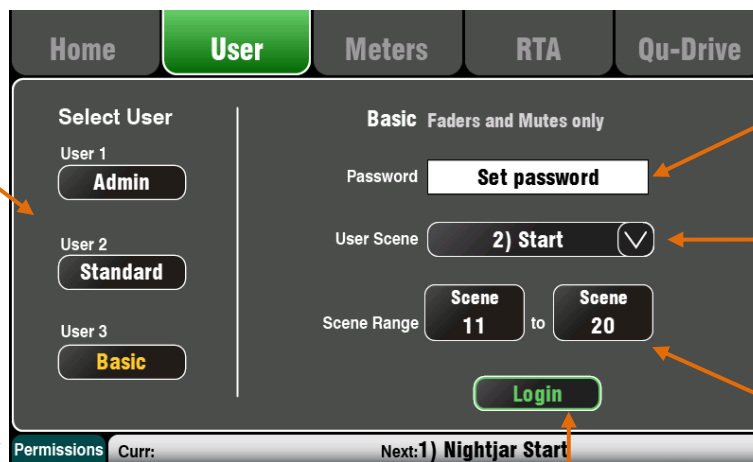 Home User Meters RTA Qu-Drive
Select User
User 1
Admin
User 2
Standard
User 3
Basic
Basic Faders and Mutes only
Password Set password
User Scene 2) Start
Scene Range Scene 11 to Scene 20
Login
Permissions Curr: Next:1) Nightjar Start